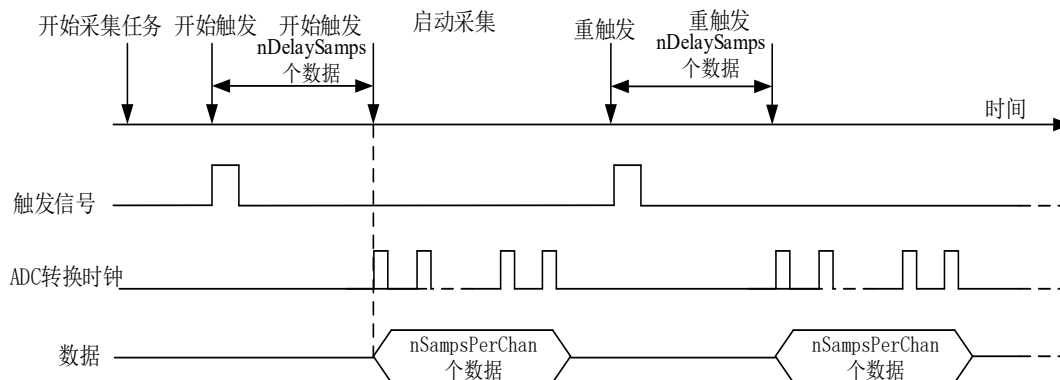 开始采集任务
开始触发
开始触发
nDelaySamps
个数据
启动采集
重触发
重触发
nDelaySamps
个数据
时间
触发信号
ADC转换时钟
数据
nSampsPerChan
个数据
nSampsPerChan
个数据